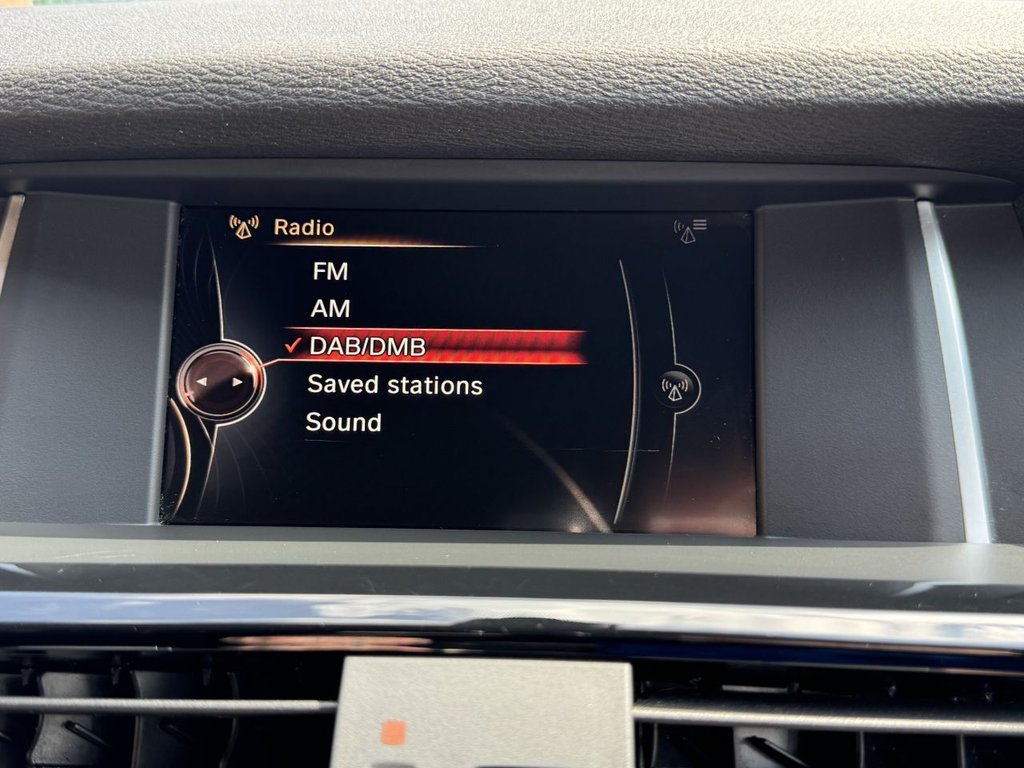 Radio
FM
AM
DAB/DMB
Saved stations
Sound